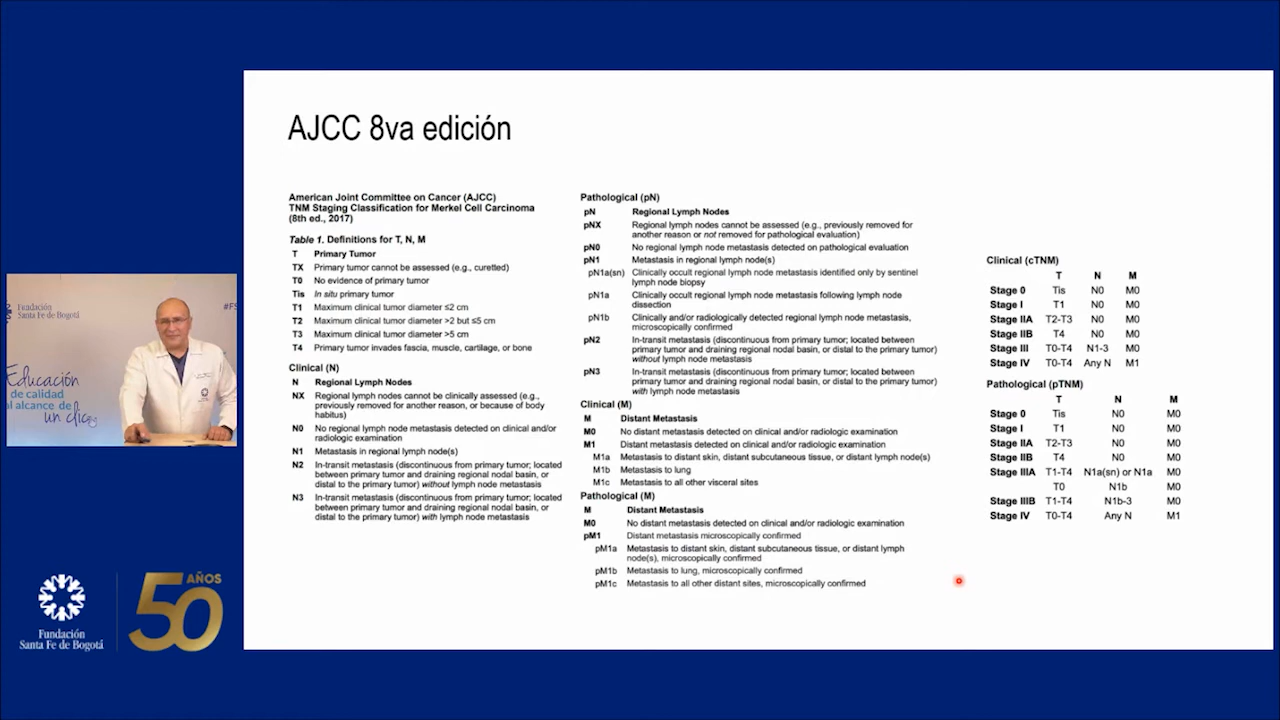 AJCC 8va edición
American Joint Committee on Cancer (AJCC)
TNM Staging Classification for Merkel Cell Carcinoma
(8th ed., 2017)
Table 1. Definitions for T, N, M
T Primary Tumor
TX Primary tumor cannot be assessed (e.g., curetted)
T0 No evidence of primary tumor
Tis In situ primary tumor
T1 Maximum clinical tumor diameter ≤2 cm
T2 Maximum clinical tumor diameter >2 but ≤5 cm
T3 Maximum clinical tumor diameter >5 cm
T4 Primary tumor invades fascia, muscle, cartilage, or bone
Clinical (N)
N Regional Lymph Nodes
NX Regional lymph nodes cannot be clinically assessed (e.g.,
previously removed for another reason, or because of body
habitus)
N0 No regional lymph node metastasis detected on clinical and/or
radiologic examination
N1 Metastasis in regional lymph node(s)
N2 In-transit metastasis (discontinuous from primary tumor; located
between primary tumor and draining regional nodal basin, or
distal to the primary tumor) without lymph node metastasis
N3 In-transit metastasis (discontinuous from primary tumor; located
between primary tumor and draining regional nodal basin, or
distal to the primary tumor) with lymph node metastasis
Pathological (pN)
pN Regional Lymph Nodes
pNX Regional lymph nodes cannot be assessed (e.g., previously removed for
another reason or not removed for pathological evaluation)
pN0 No regional lymph node metastasis detected on pathological evaluation
pN1 Metastasis in regional lymph node(s)
pN1a(sn) Clinically occult regional lymph node metastasis identified only by sentinel
lymph node biopsy
pN1a Clinically occult regional lymph node metastasis following lymph node
dissection
pN1b Clinically and/or radiologically detected regional lymph node metastasis,
microscopically confirmed
pN2 In-transit metastasis (discontinuous from primary tumor; located between
primary tumor and draining regional nodal basin, or distal to the primary tumor)
without lymph node metastasis
pN3 In-transit metastasis (discontinuous from primary tumor; located between
primary tumor and draining regional nodal basin, or distal to the primary tumor)
with lymph node metastasis
Clinical (M)
M Distant Metastasis
M0 No distant metastasis detected on clinical and/or radiologic examination
M1 Distant metastasis detected on clinical and/or radiologic examination
M1a Metastasis to distant skin, distant subcutaneous tissue, or distant lymph node(s)
M1b Metastasis to lung
M1c Metastasis to all other visceral sites
Pathological (M)
M Distant Metastasis
M0 No distant metastasis detected on clinical and/or radiologic examination
pM1 Distant metastasis microscopically confirmed
pM1a Metastasis to distant skin, distant subcutaneous tissue, or distant lymph
node(s), microscopically confirmed
pM1b Metastasis to lung, microscopically confirmed
pM1c Metastasis to all other distant sites, microscopically confirmed
Clinical (cTNM)
T N M
Stage 0 Tis N0 M0
Stage I T1 N0 M0
Stage IIA T2-T3 N0 M0
Stage IIB T4 N0 M0
Stage III T0-T4 N1-3 M0
Stage IV T0-T4 Any N M1
Pathological (pTNM)
T N M
Stage 0 Tis N0 M0
Stage I T1 N0 M0
Stage IIA T2-T3 N0 M0
Stage IIB T4 N0 M0
Stage IIIA T1-T4 N1a(sn) or N1a M0
T0 N1b M0
Stage IIIB T1-T4 N1b-3 M0
Stage IV T0-T4 Any N M1
Fundación
Santa Fe de Bogotá
#FS
Educación
de calidad
al alcance de
un clic
Fundación
Santa Fe de Bogotá
50 AÑOS